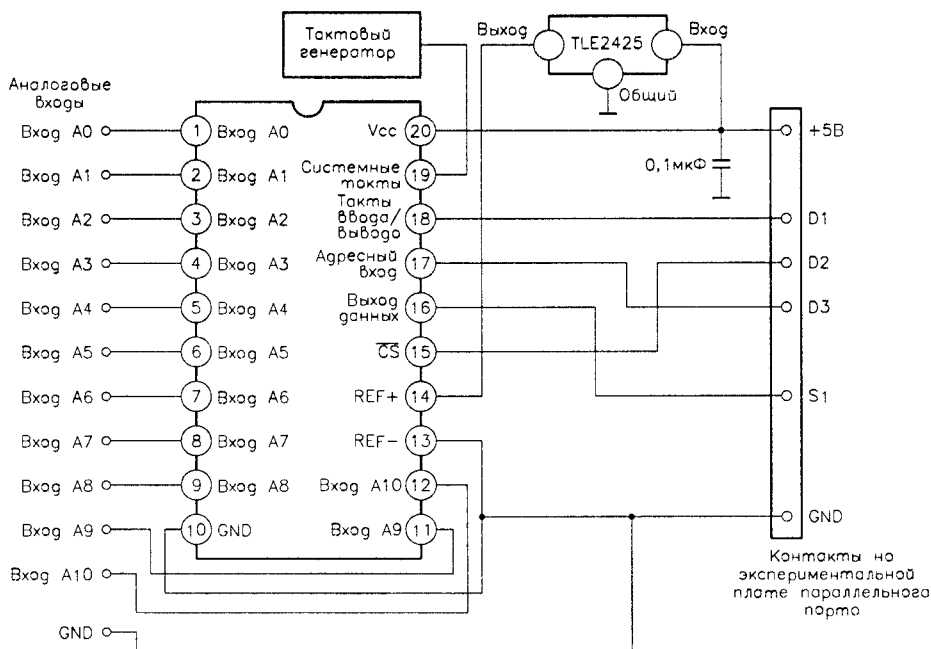 Тактовый
генератор
Выход
TLE2425
Вход
Общий
Аналоговые
входы
Вход A0
Вход A1
Вход A2
Вход A3
Вход A4
Вход A5
Вход A6
Вход A7
Вход A8
Вход A9
Вход A10
GND
1 Вход A0
2 Вход A1
3 Вход A2
4 Вход A3
5 Вход A4
6 Вход A5
7 Вход A6
8 Вход A7
9 Вход A8
10 GND
Vcc 20
Системные
токты 19
Такты
ввода/
вывода 18
Адресный
вход 17
Выход
данных 16
CS 15
REF+ 14
REF− 13
Вход A10 12
Вход A9 11
0,1мкФ
+5В
D1
D2
D3
S1
GND
Контакты на
экспериментальной
плате параллельного
порта